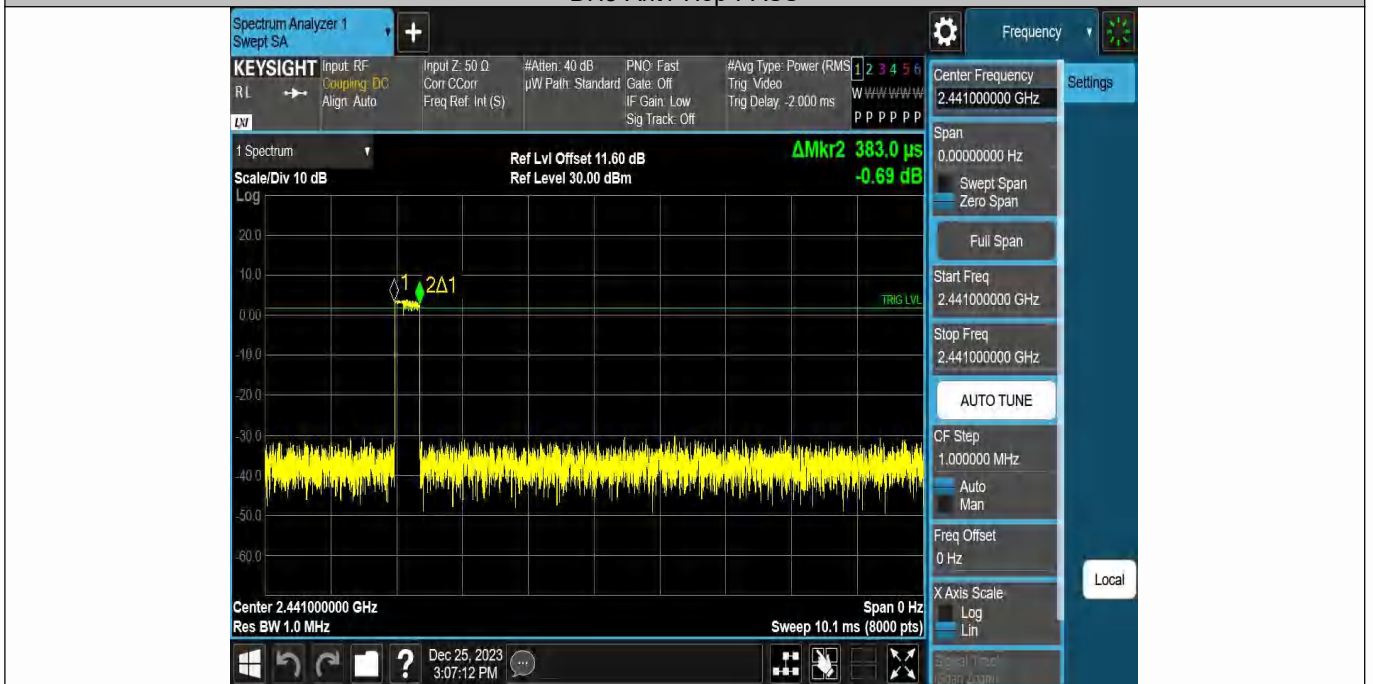 Spectrum Analyzer 1
Swept SA
+
Frequency
KEYSIGHT
RL
LXI
Input: RF
Coupling: DC
Align: Auto
Input Z: 50 Ω
Corr CCorr
Freq Ref: Int (S)
#Atten: 40 dB
µW Path: Standard
PNO: Fast
Gate: Off
IF Gain: Low
Sig Track: Off
#Avg Type: Power (RMS
Trig: Video
Trig Delay: -2.000 ms
1 2 3 4 5 6
W W W W W W
P P P P P P
Center Frequency
2.441000000 GHz
Settings
1 Spectrum
Scale/Div 10 dB
Log
Ref Lvl Offset 11.60 dB
Ref Level 30.00 dBm
ΔMkr2 383.0 µs
-0.69 dB
Span
0.00000000 Hz
Swept Span
Zero Span
Full Span
Start Freq
2.441000000 GHz
Stop Freq
2.441000000 GHz
AUTO TUNE
CF Step
1.000000 MHz
Auto
Man
Freq Offset
0 Hz
X Axis Scale
Log
Lin
Local
20.0
10.0
0.00
-10.0
-20.0
-30.0
-40.0
-50.0
-60.0
1
2Δ1
TRIG LVL
Center 2.441000000 GHz
Res BW 1.0 MHz
Span 0 Hz
Sweep 10.1 ms (8000 pts)
?
Dec 25, 2023
3:07:12 PM
Signal Track
(Span Zoom)